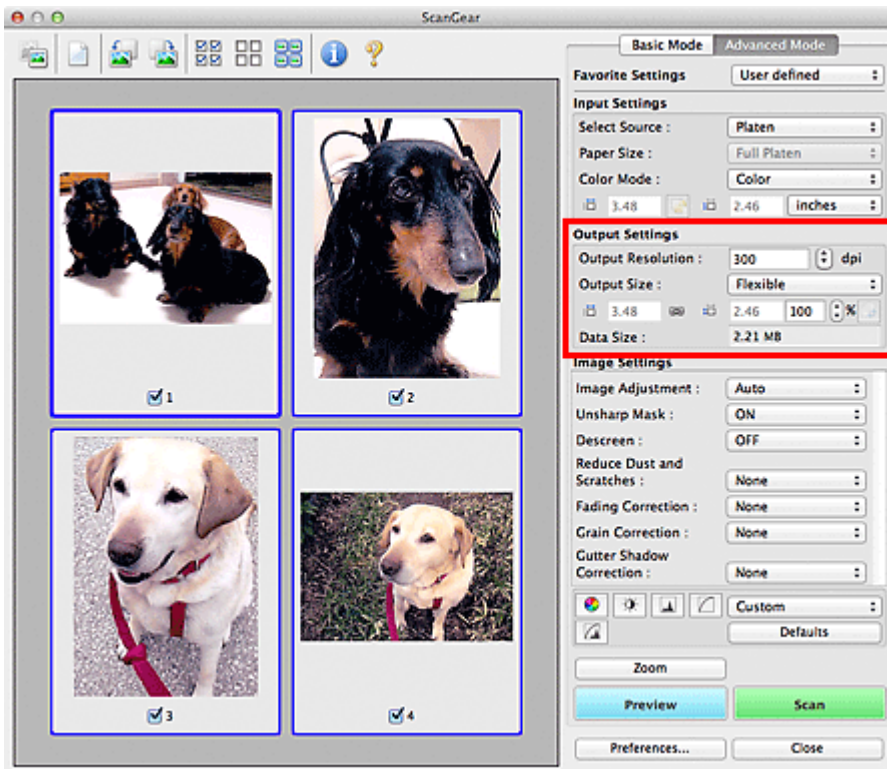 ScanGear
Basic Mode Advanced Mode
Favorite Settings User defined
Input Settings
Select Source : Platen
Paper Size : Full Platen
Color Mode : Color
3.48 2.46 inches
Output Settings
Output Resolution : 300 dpi
Output Size : Flexible
3.48 2.46 100 %
Data Size : 2.21 MB
Image Settings
Image Adjustment : Auto
Unsharp Mask : ON
Descreen : OFF
Reduce Dust and
Scratches : None
Fading Correction : None
Grain Correction : None
Gutter Shadow
Correction : None
Custom
Defaults
Zoom
Preview Scan
Preferences... Close
1
2
3
4